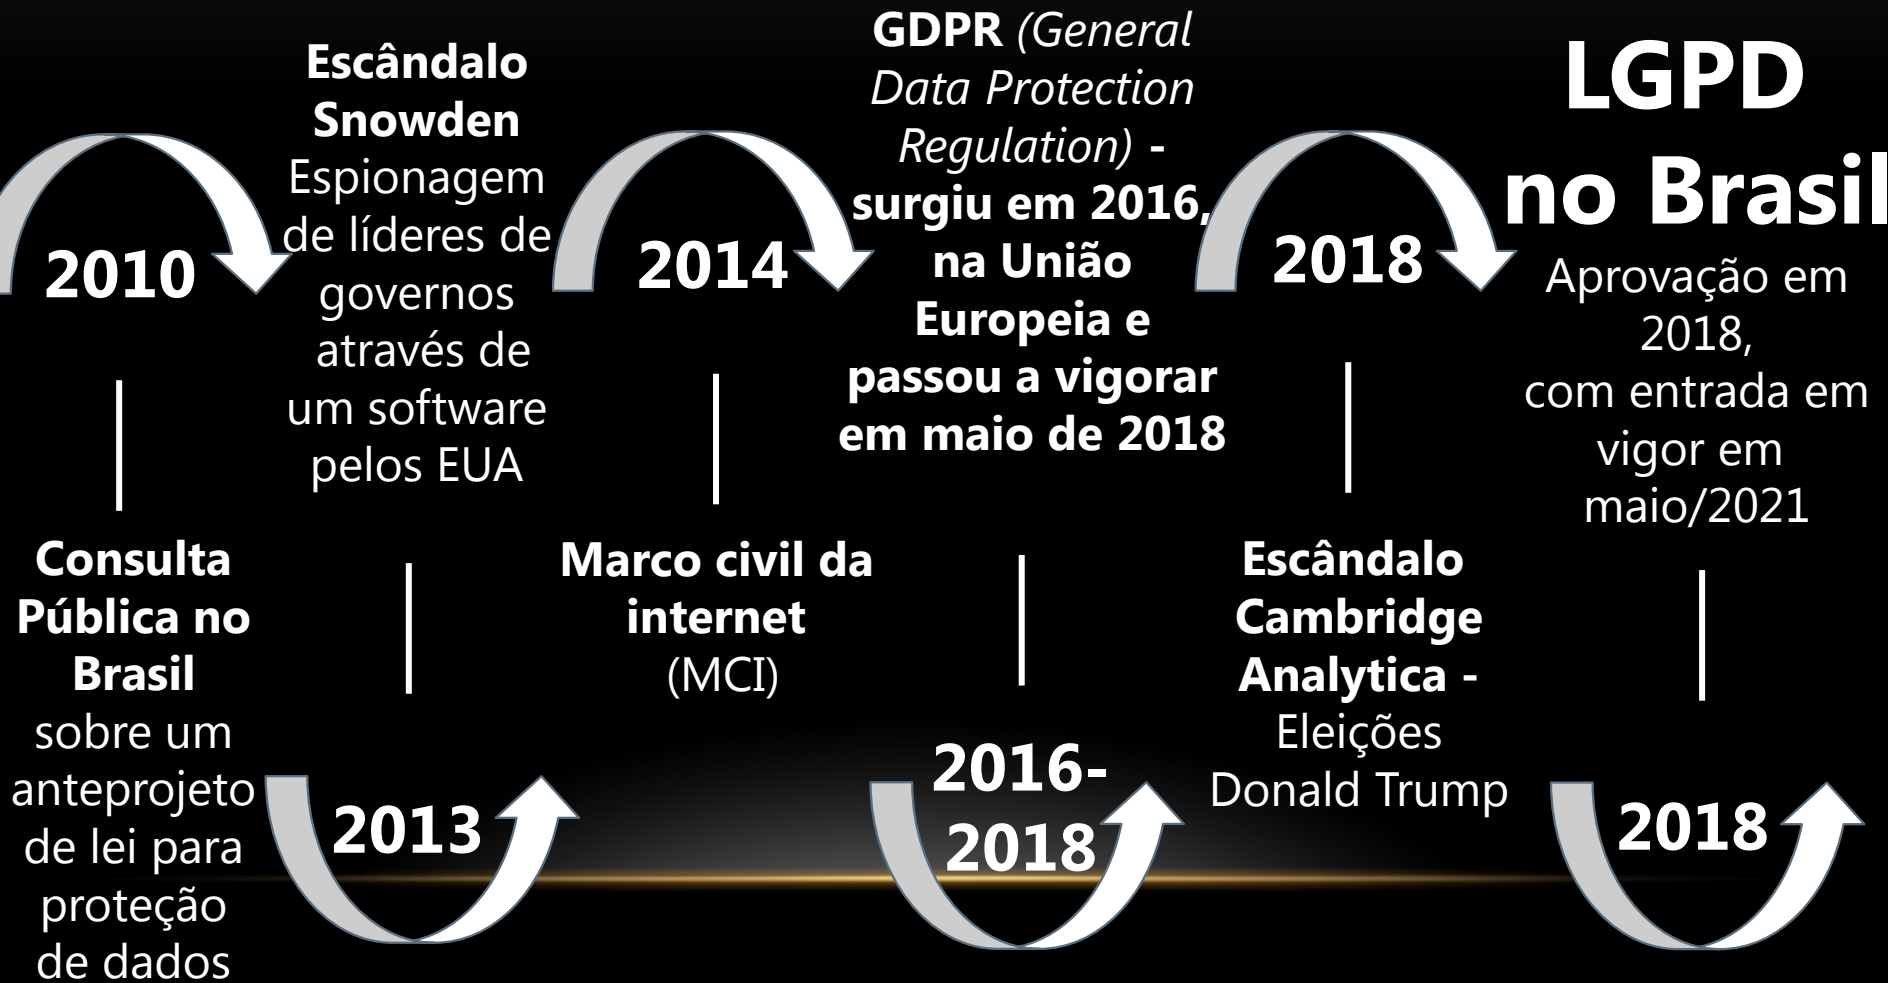 2010
Consulta
Pública no
Brasil
sobre um
anteprojeto
de lei para
proteção
de dados
Escândalo
Snowden
Espionagem
de líderes de
governos
através de
um software
pelos EUA
2013
2014
Marco civil da
internet
(MCI)
GDPR (General
Data Protection
Regulation) -
surgiu em 2016,
na União
Europeia e
passou a vigorar
em maio de 2018
2016-
2018
2018
Escândalo
Cambridge
Analytica -
Eleições
Donald Trump
LGPD
no Brasil
Aprovação em
2018,
com entrada em
vigor em
maio/2021
2018